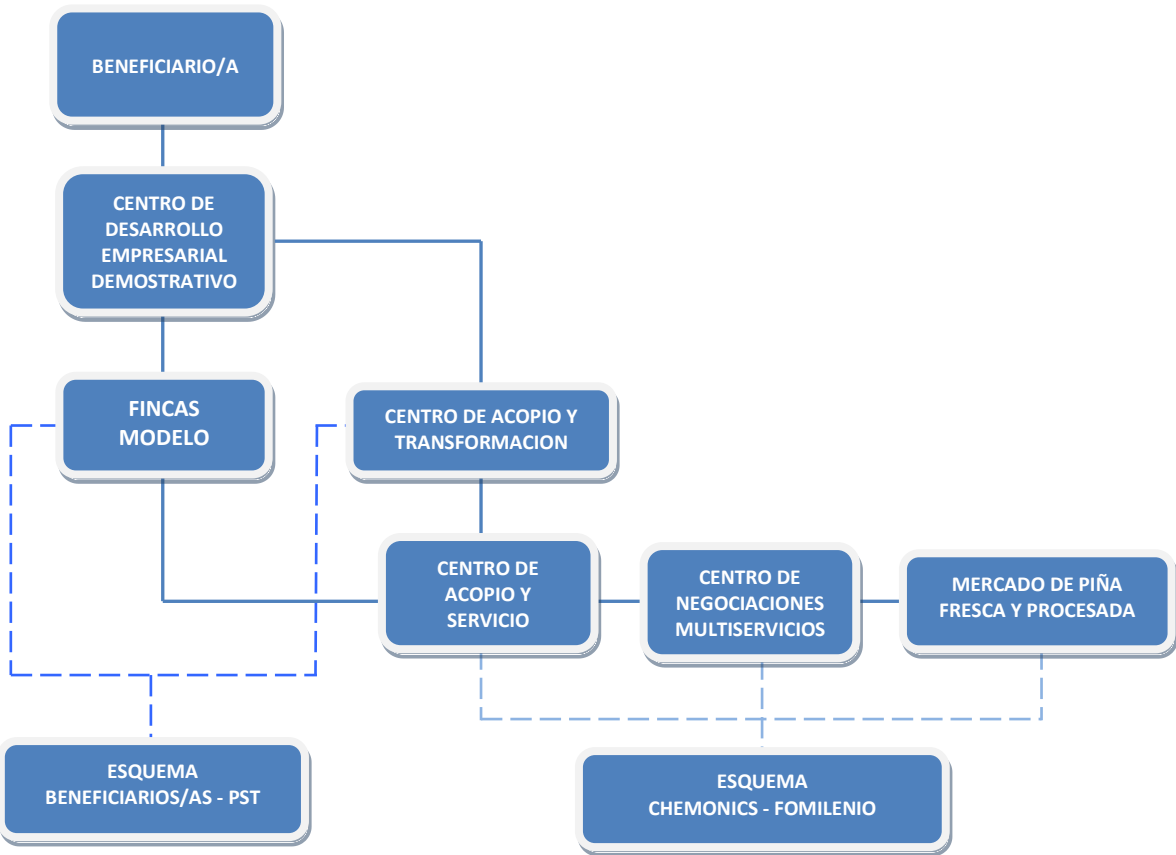 BENEFICIARIO/A
CENTRO DE
DESARROLLO
EMPRESARIAL
DEMOSTRATIVO
FINCAS
MODELO
CENTRO DE ACOPIO Y
TRANSFORMACION
CENTRO DE
ACOPIO Y
SERVICIO
CENTRO DE
NEGOCIACIONES
MULTISERVICIOS
MERCADO DE PIÑA
FRESCA Y PROCESADA
ESQUEMA
BENEFICIARIOS/AS - PST
ESQUEMA
CHEMONICS - FOMILENIO